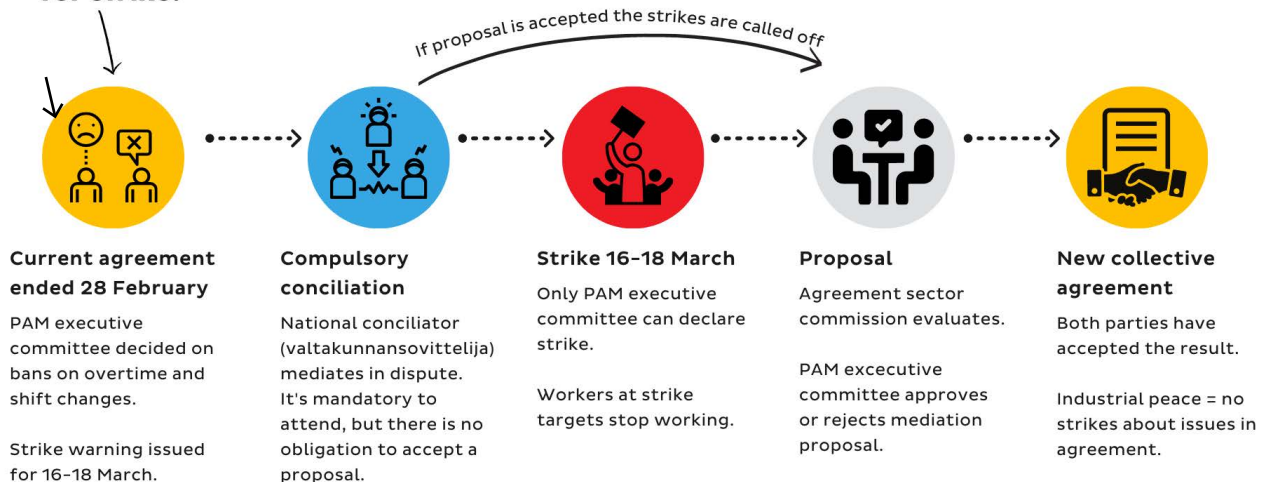 If proposal is accepted the strikes are called off
Current agreement
ended 28 February
PAM executive
committee decided on
bans on overtime and
shift changes.
Strike warning issued
for 16-18 March.
Compulsory
conciliation
National conciliator
(valtakunnansovittelija)
mediates in dispute.
It's mandatory to
attend, but there is no
obligation to accept a
proposal.
Strike 16-18 March
Only PAM executive
committee can declare
strike.
Workers at strike
targets stop working.
Proposal
Agreement sector
commission evaluates.
PAM excecutive
committee approves
or rejects mediation
proposal.
New collective
agreement
Both parties have
accepted the result.
Industrial peace = no
strikes about issues in
agreement.